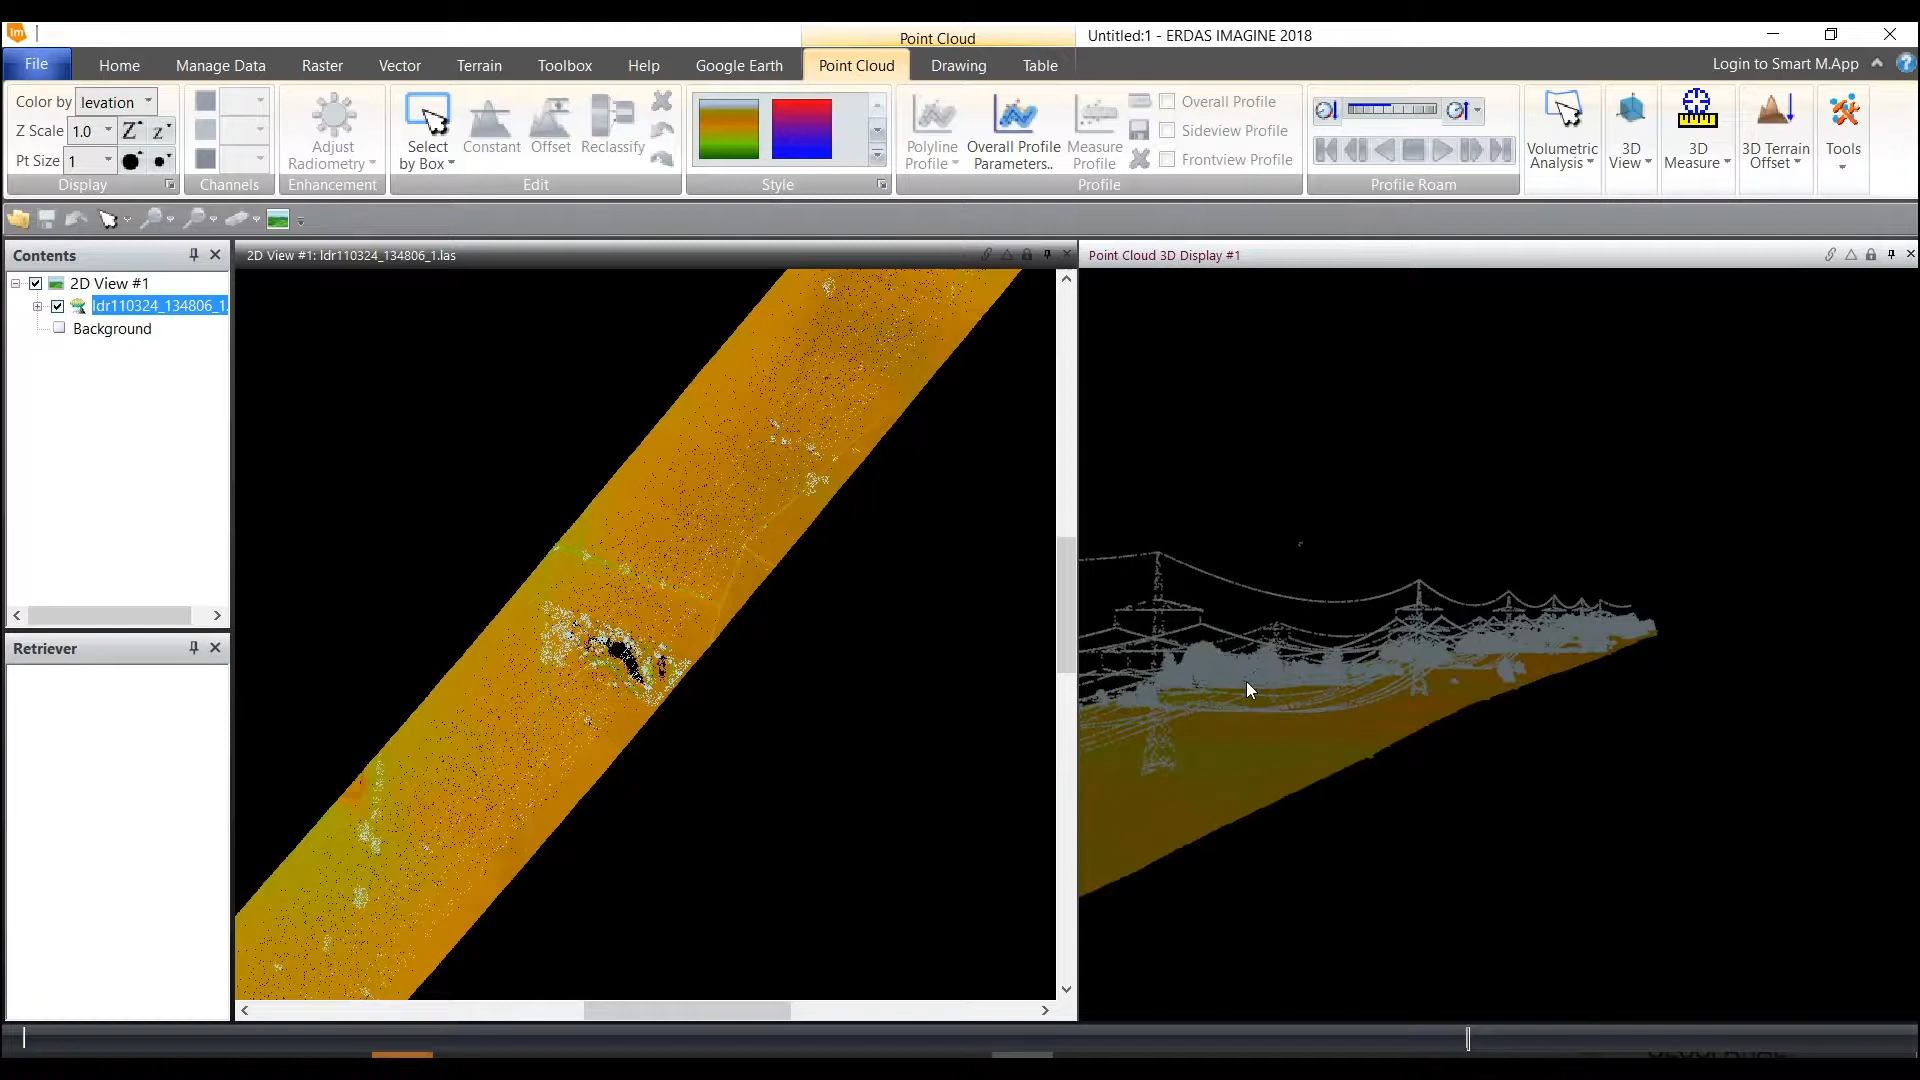 Im
Point Cloud
Untitled:1 - ERDAS IMAGINE 2018
File Home Manage Data Raster Vector Terrain Toolbox Help Google Earth Point Cloud Drawing Table Login to Smart M.App ?
Color by levation
Z Scale 1.0 Z z
Pt Size 1
Display
Channels
Adjust
Radiometry
Enhancement
Select
by Box
Constant
Offset
Reclassify
Edit
Style
Polyline
Profile
Overall Profile
Parameters..
Measure
Profile
Overall Profile
Sideview Profile
Frontview Profile
Profile
Profile Roam
Volumetric
Analysis
3D
View
3D
Measure
3D Terrain
Offset
Tools
Contents
2D View #1
ldr110324_134806_1.
Background
Retriever
2D View #1: ldr110324_134806_1.las
Point Cloud 3D Display #1